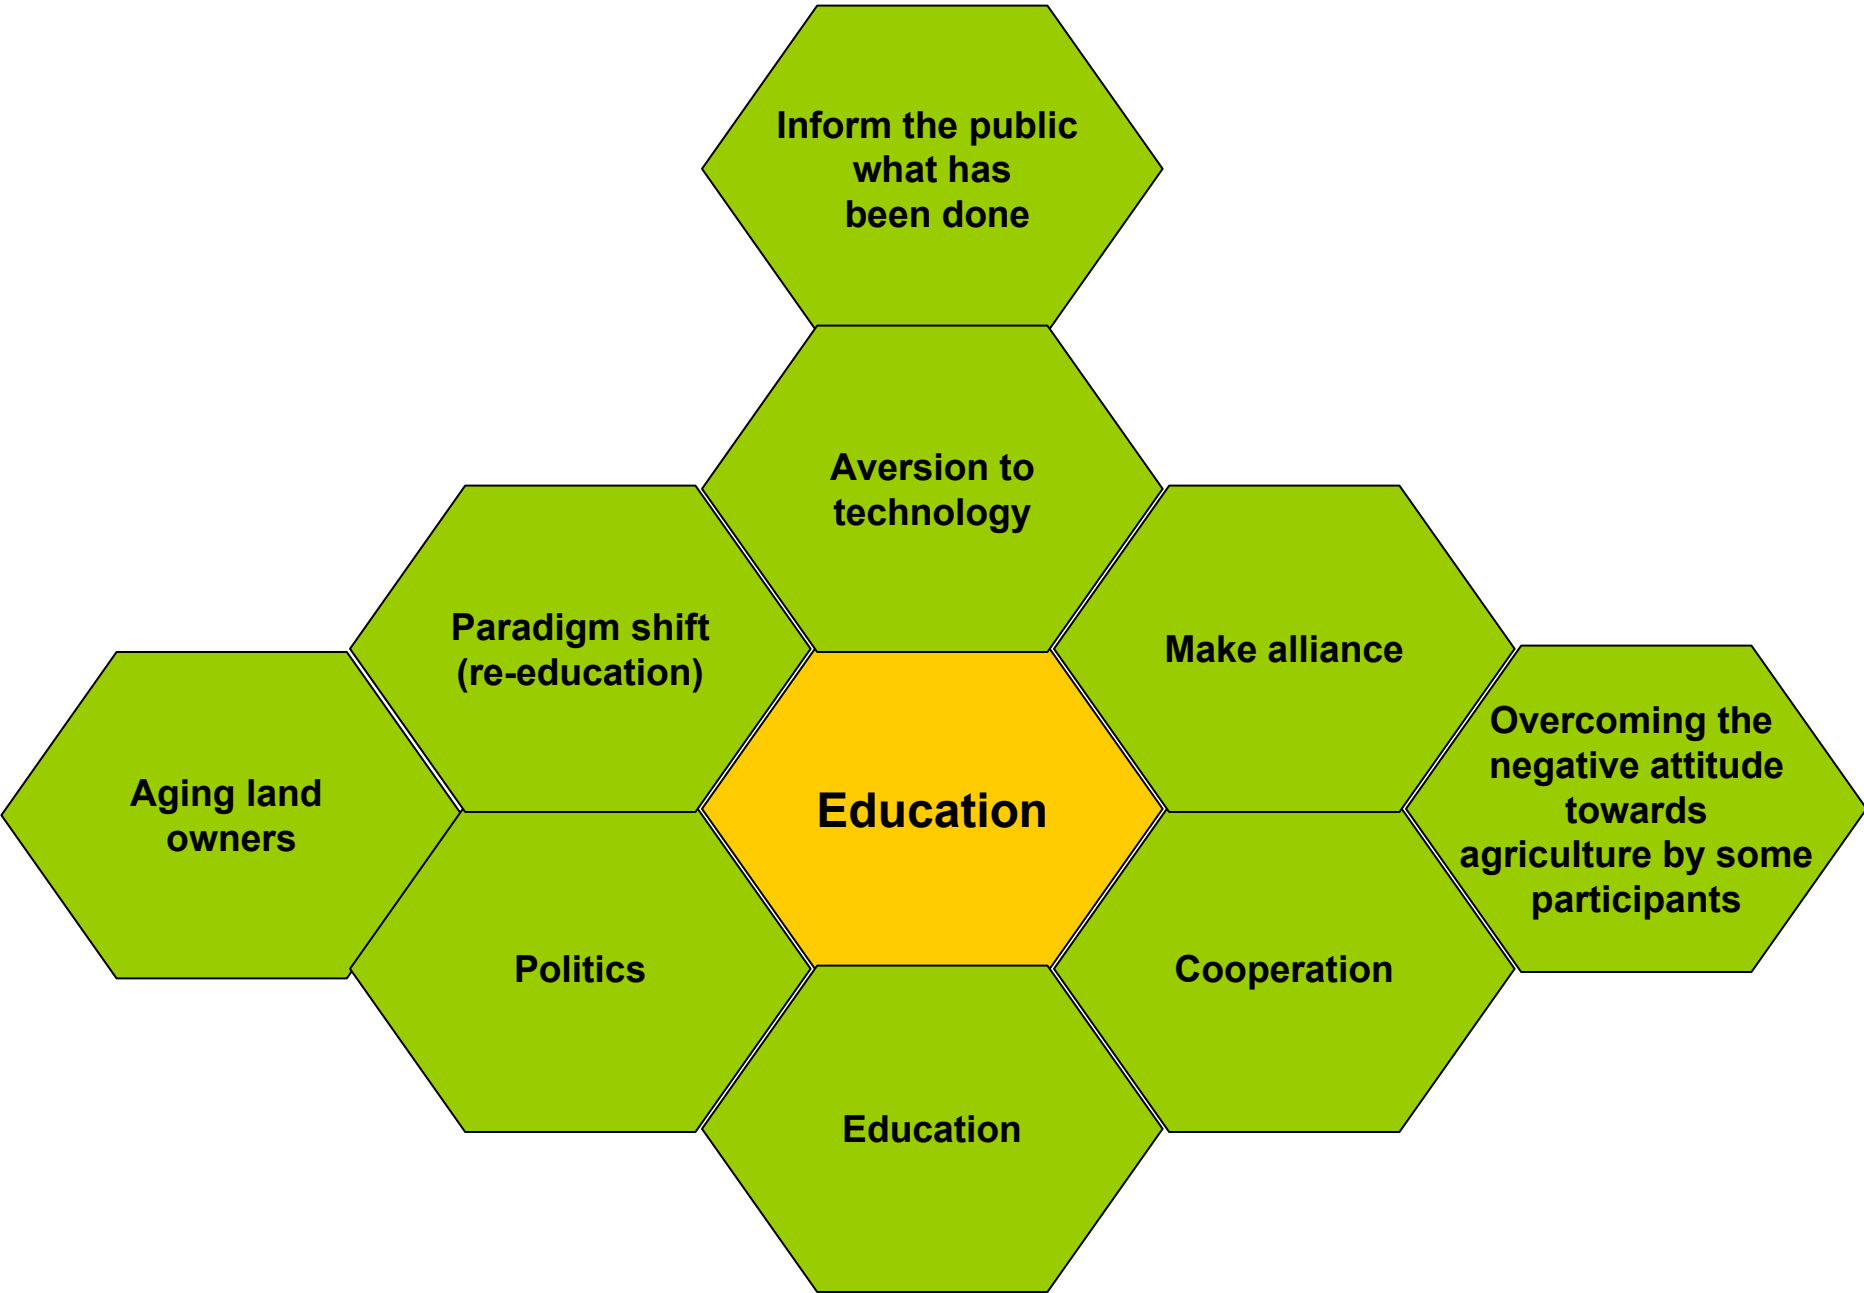 Inform the public
what has
been done
Aversion to
technology
Paradigm shift
(re-education)
Make alliance
Aging land
owners
Education
Overcoming the
negative attitude
towards
agriculture by some
participants
Politics
Cooperation
Education